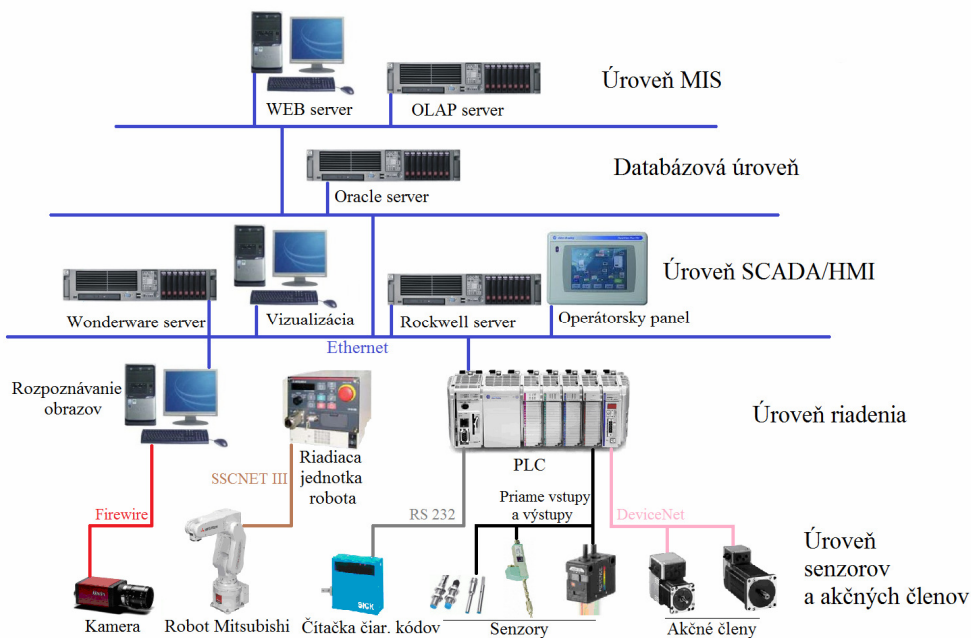 Úroveň MIS
WEB server
OLAP server
Databázová úroveň
Oracle server
Úroveň SCADA/HMI
Wonderware server
Vizualizácia
Rockwell server
Operátorsky panel
Ethernet
Rozpoznávanie
obrazov
Úroveň riadenia
Riadiaca
jednotka
robota
PLC
SSCNET III
Priame vstupy
a výstupy
Firewire
RS 232
DeviceNet
Úroveň
senzorov
a akčných členov
SICK
Kamera
Robot Mitsubishi
Čítačka čiar. kódov
Senzory
Akčné členy